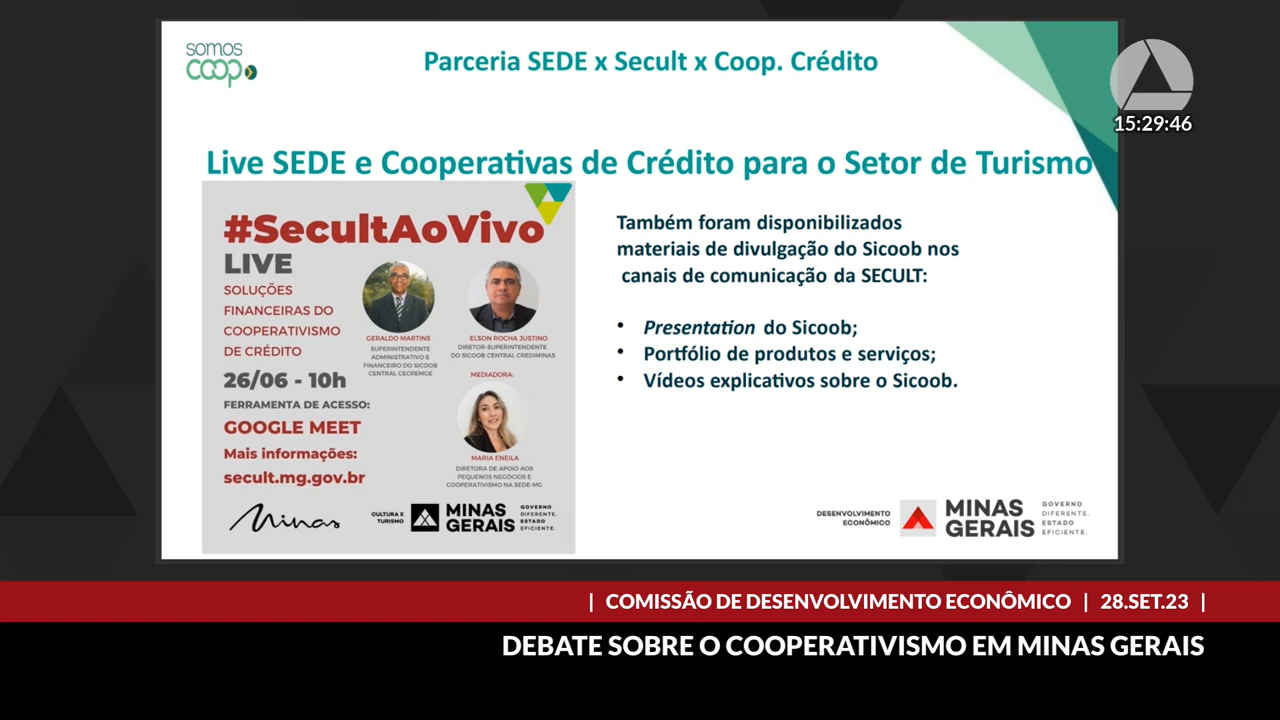 somos
coop
Parceria SEDE x Secult x Coop. Crédito
15:29:46
Live SEDE e Cooperativas de Crédito para o Setor de Turismo
#SecultAoVivo
LIVE
SOLUÇÕES
FINANCEIRAS DO
COOPERATIVISMO
DE CRÉDITO
26/06 - 10h
FERRAMENTA DE ACESSO:
GOOGLE MEET
Mais informações:
secult.mg.gov.br
GERALDO MARTINS
SUPERINTENDENTE
ADMINISTRATIVO E
FINANCEIRO DO SICOOB
CENTRAL CECREMGE
ELSON ROCHA JUSTINO
DIRETOR-SUPERINTENDENTE
DO SICOOB CENTRAL CREDIMINAS
MEDIADORA:
MARIA ENEILA
DIRETORA DE APOIO AOS
PEQUENOS NEGÓCIOS E
COOPERATIVISMO NA SEDE-MG
Minas
CULTURA E
TURISMO
MINAS
GERAIS
GOVERNO
DIFERENTE.
ESTADO
EFICIENTE.
Também foram disponibilizados
materiais de divulgação do Sicoob nos
canais de comunicação da SECULT:
• Presentation do Sicoob;
• Portfólio de produtos e serviços;
• Vídeos explicativos sobre o Sicoob.
DESENVOLVIMENTO
ECONÔMICO
MINAS
GERAIS
GOVERNO
DIFERENTE.
ESTADO
EFICIENTE.
| COMISSÃO DE DESENVOLVIMENTO ECONÔMICO | 28.SET.23 |
DEBATE SOBRE O COOPERATIVISMO EM MINAS GERAIS